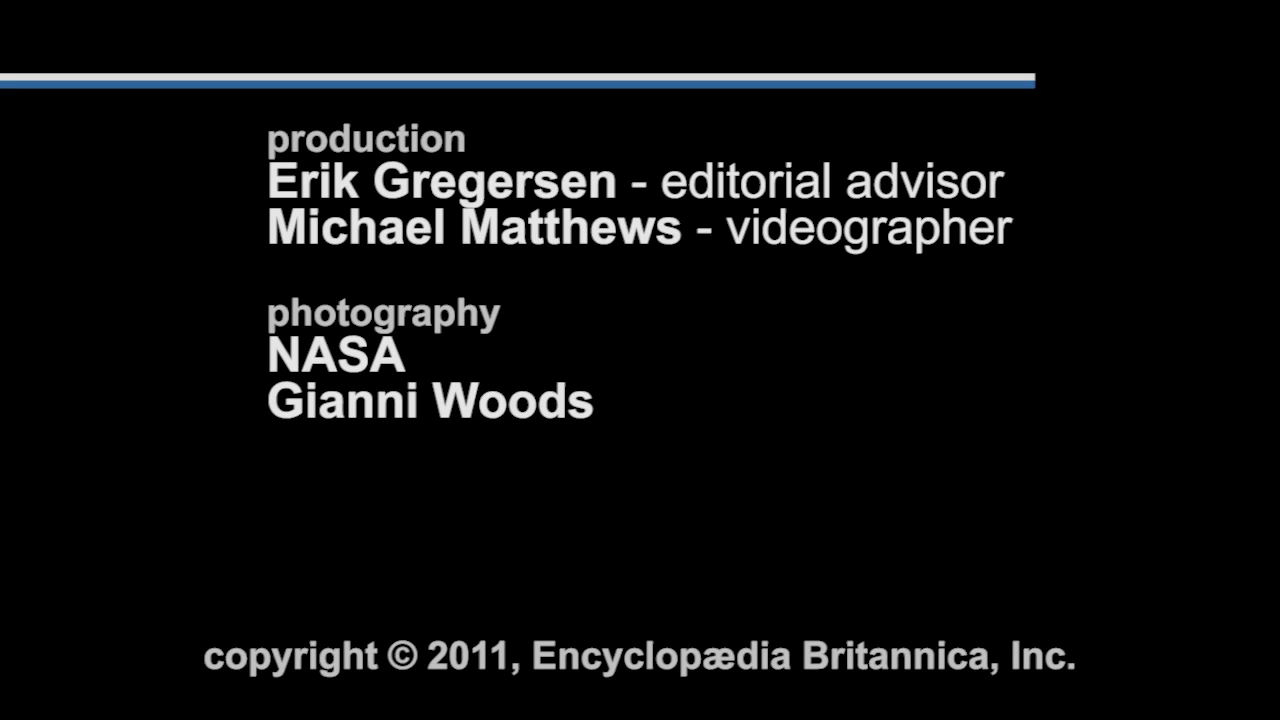 production
Erik Gregersen - editorial advisor
Michael Matthews - videographer
photography
NASA
Gianni Woods
copyright © 2011, Encyclopædia Britannica, Inc.